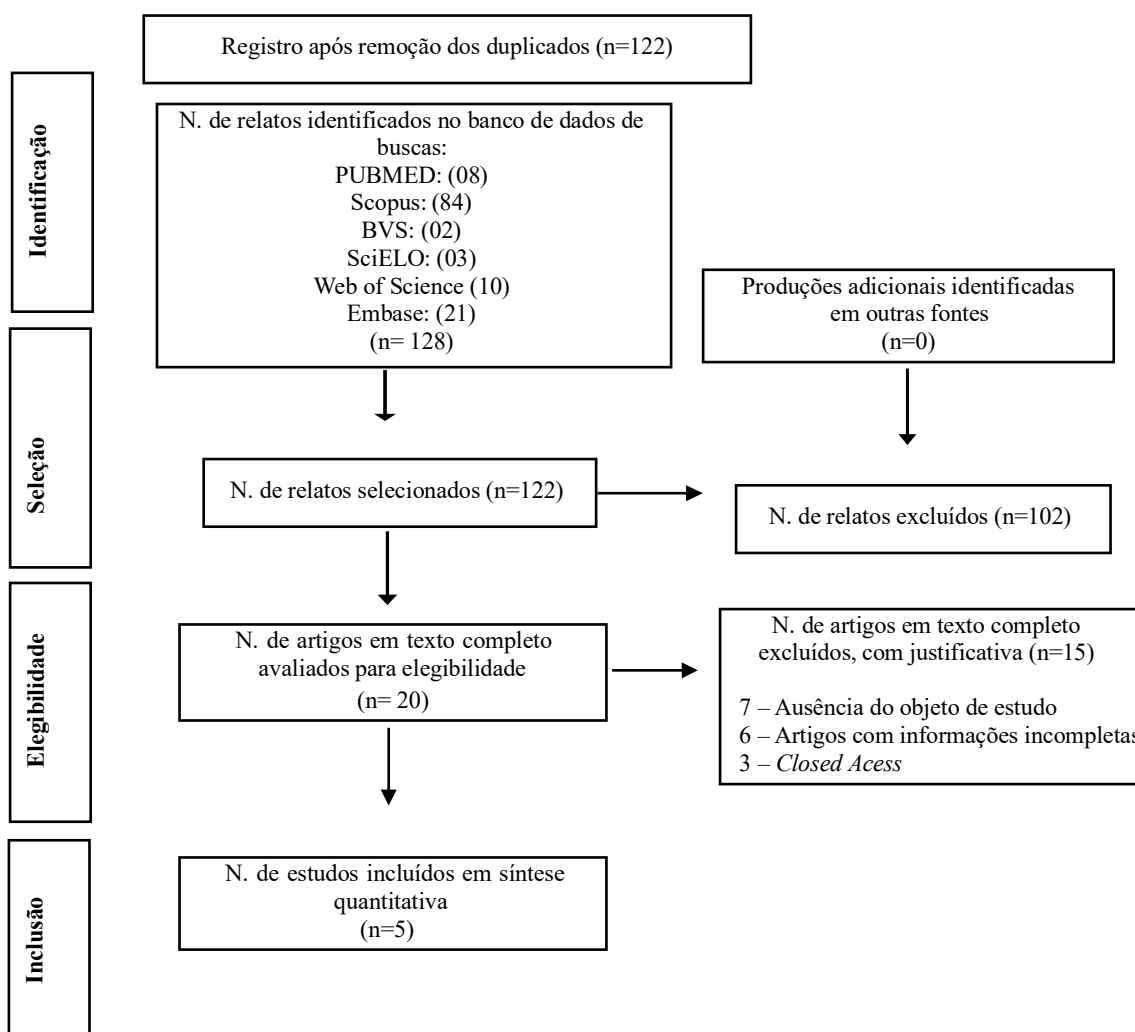 Registro após remoção dos duplicados (n=122)
Identificação
N. de relatos identificados no banco de dados de
buscas:
PUBMED: (08)
Scopus: (84)
BVS: (02)
SciELO: (03)
Web of Science (10)
Embase: (21)
(n= 128)
Produções adicionais identificadas
em outras fontes
(n=0)
Seleção
N. de relatos selecionados (n=122)
N. de relatos excluídos (n=102)
Elegibilidade
N. de artigos em texto completo
avaliados para elegibilidade
(n= 20)
N. de artigos em texto completo
excluídos, com justificativa (n=15)
7 – Ausência do objeto de estudo
6 – Artigos com informações incompletas
3 – Closed Acess
Inclusão
N. de estudos incluídos em síntese
quantitativa
(n=5)